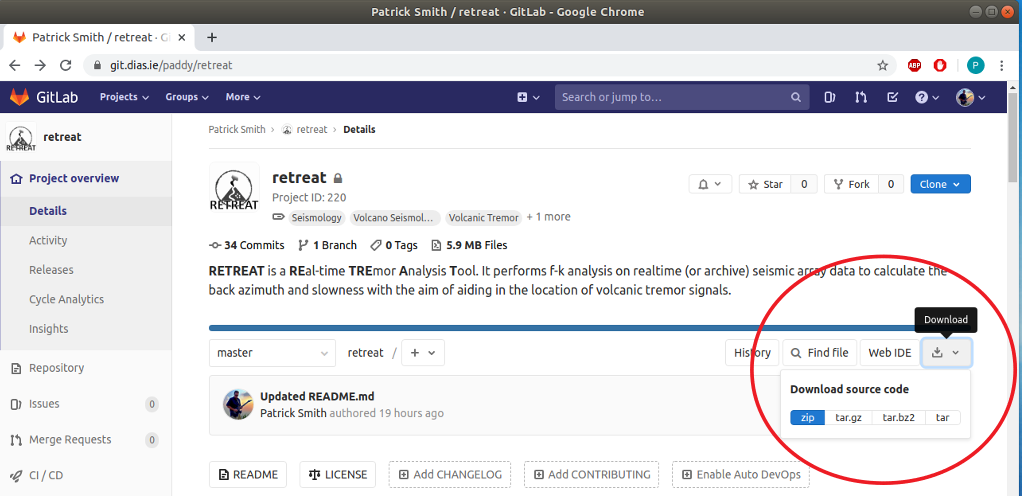 Patrick Smith / retreat · GitLab - Google Chrome
Patrick Smith / retreat · G
git.dias.ie/paddy/retreat
ABP
P
GitLab Projects Groups More Search or jump to…
RETREAT
retreat
Project overview
Details
Activity
Releases
Cycle Analytics
Insights
Repository
Issues 0
Merge Requests 0
CI / CD
Patrick Smith > retreat > Details
RETREAT
retreat
Project ID: 220
Seismology Volcano Seismol… Volcanic Tremor + 1 more
Star 0 Fork 0 Clone
34 Commits 1 Branch 0 Tags 5.9 MB Files
RETREAT is a REal-time TREmor Analysis Tool. It performs f-k analysis on realtime (or archive) seismic array data to calculate the
back azimuth and slowness with the aim of aiding in the location of volcanic tremor signals.
Download
master retreat / + History Find file Web IDE
Download source code
zip tar.gz tar.bz2 tar
Updated README.md
Patrick Smith authored 19 hours ago
README LICENSE Add CHANGELOG Add CONTRIBUTING Enable Auto DevOps